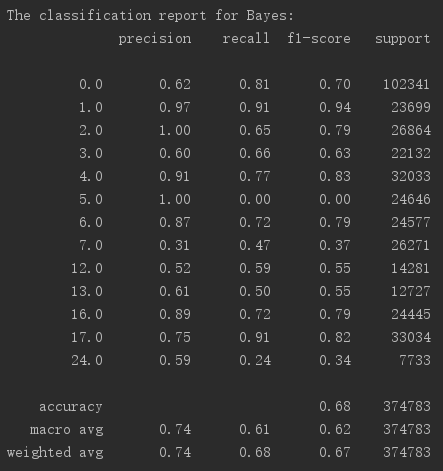 The classification report for Bayes:
precision recall f1-score support
0.0 0.62 0.81 0.70 102341
1.0 0.97 0.91 0.94 23699
2.0 1.00 0.65 0.79 26864
3.0 0.60 0.66 0.63 22132
4.0 0.91 0.77 0.83 32033
5.0 1.00 0.00 0.00 24646
6.0 0.87 0.72 0.79 24577
7.0 0.31 0.47 0.37 26271
12.0 0.52 0.59 0.55 14281
13.0 0.61 0.50 0.55 12727
16.0 0.89 0.72 0.79 24445
17.0 0.75 0.91 0.82 33034
24.0 0.59 0.24 0.34 7733
accuracy 0.68 374783
macro avg 0.74 0.61 0.62 374783
weighted avg 0.74 0.68 0.67 374783